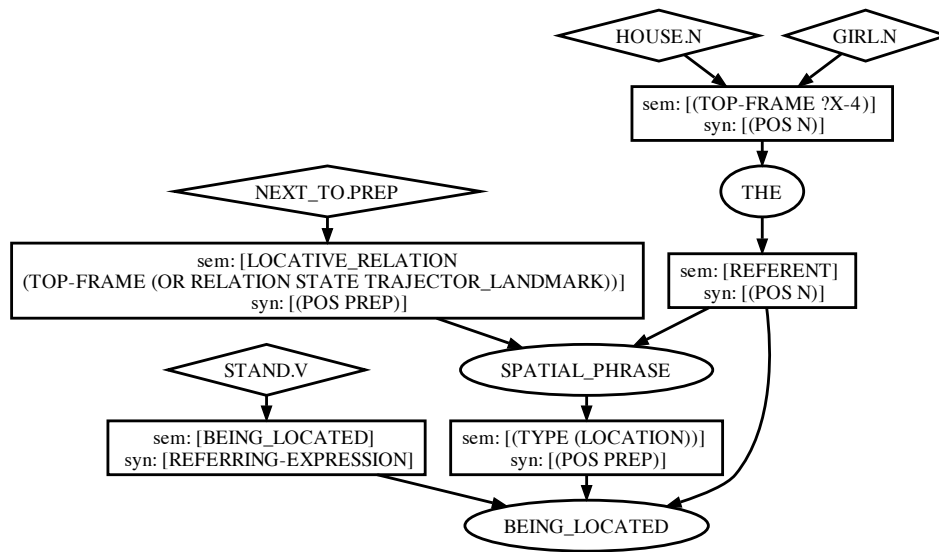 HOUSE.N
GIRL.N
sem: [(TOP-FRAME ?X-4)]
syn: [(POS N)]
NEXT_TO.PREP
THE
sem: [LOCATIVE_RELATION
(TOP-FRAME (OR RELATION STATE TRAJECTOR_LANDMARK))]
syn: [(POS PREP)]
sem: [REFERENT]
syn: [(POS N)]
STAND.V
SPATIAL_PHRASE
sem: [BEING_LOCATED]
syn: [REFERRING-EXPRESSION]
sem: [(TYPE (LOCATION))]
syn: [(POS PREP)]
BEING_LOCATED